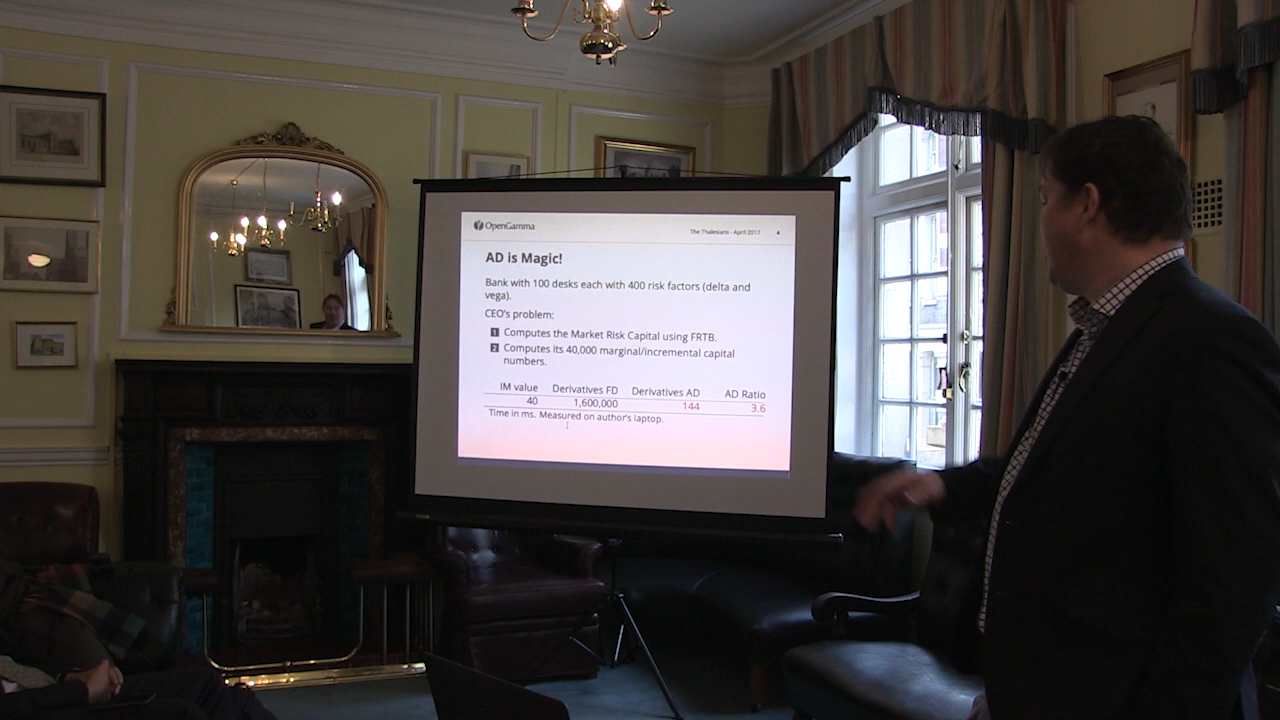 OpenGamma
The Thalesians - April 2017 4
AD is Magic!
Bank with 100 desks each with 400 risk factors (delta and
vega).
CEO's problem:
1 Computes the Market Risk Capital using FRTB.
2 Computes its 40,000 marginal/incremental capital
numbers.
IM value Derivatives FD Derivatives AD AD Ratio
40 1,600,000 144 3.6
Time in ms. Measured on author's laptop.